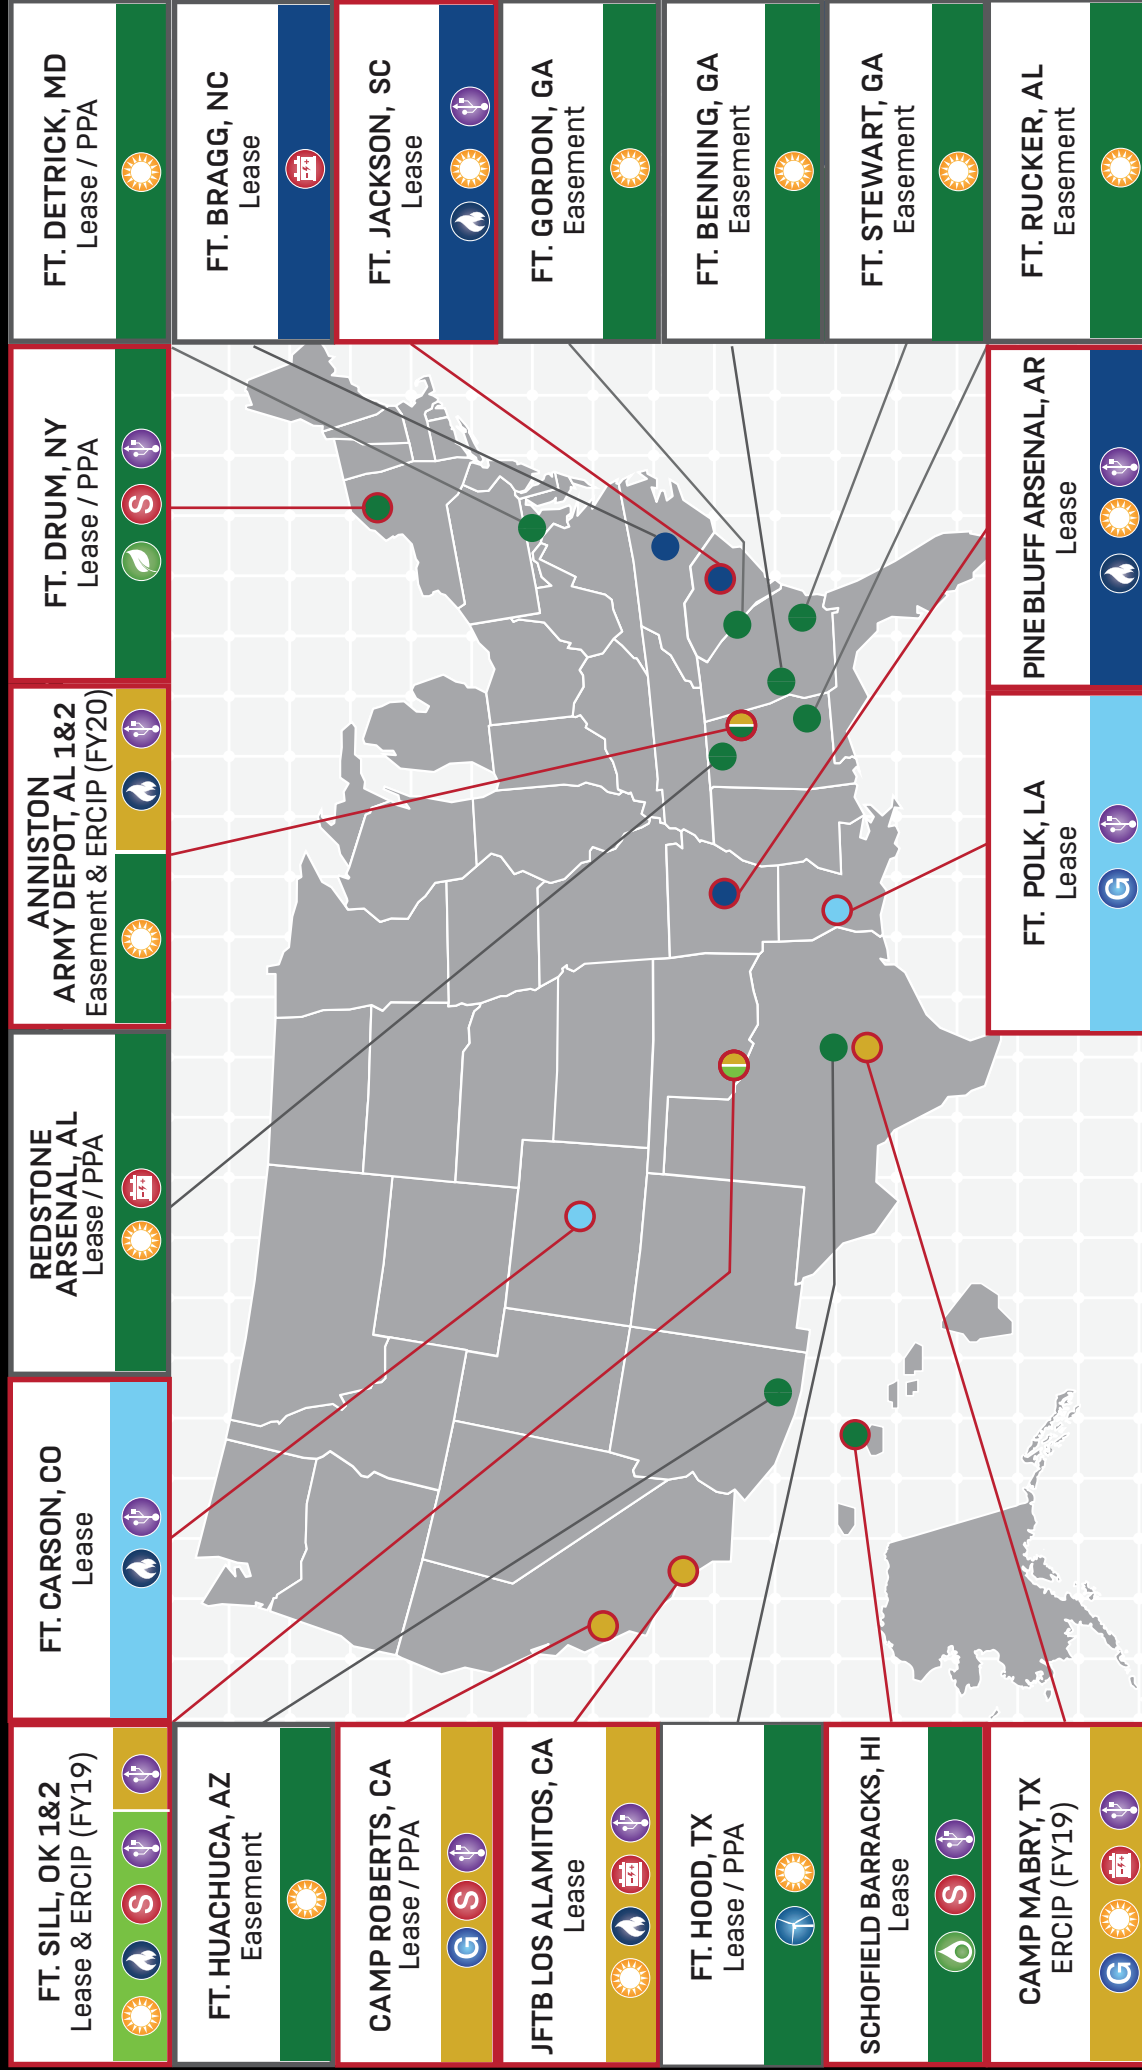 FT. SILL, OK 1&2
Lease & ERCIP (FY19)
S
FT. CARSON, CO
Lease
REDSTONE
ARSENAL, AL
Lease / PPA
ANNISTON
ARMY DEPOT, AL 1&2
Easement & ERCIP (FY20)
FT. DRUM, NY
Lease / PPA
S
FT. DETRICK, MD
Lease / PPA
FT. HUACHUCA, AZ
Easement
CAMP ROBERTS, CA
Lease / PPA
G S
JFTB LOS ALAMITOS, CA
Lease
FT. HOOD, TX
Lease / PPA
SCHOFIELD BARRACKS, HI
Lease
S
CAMP MABRY, TX
ERCIP (FY19)
G
FT. BRAGG, NC
Lease
FT. JACKSON, SC
Lease
FT. GORDON, GA
Easement
FT. BENNING, GA
Easement
FT. STEWART, GA
Easement
FT. POLK, LA
Lease
G
PINE BLUFF ARSENAL, AR
Lease
FT. RUCKER, AL
Easement